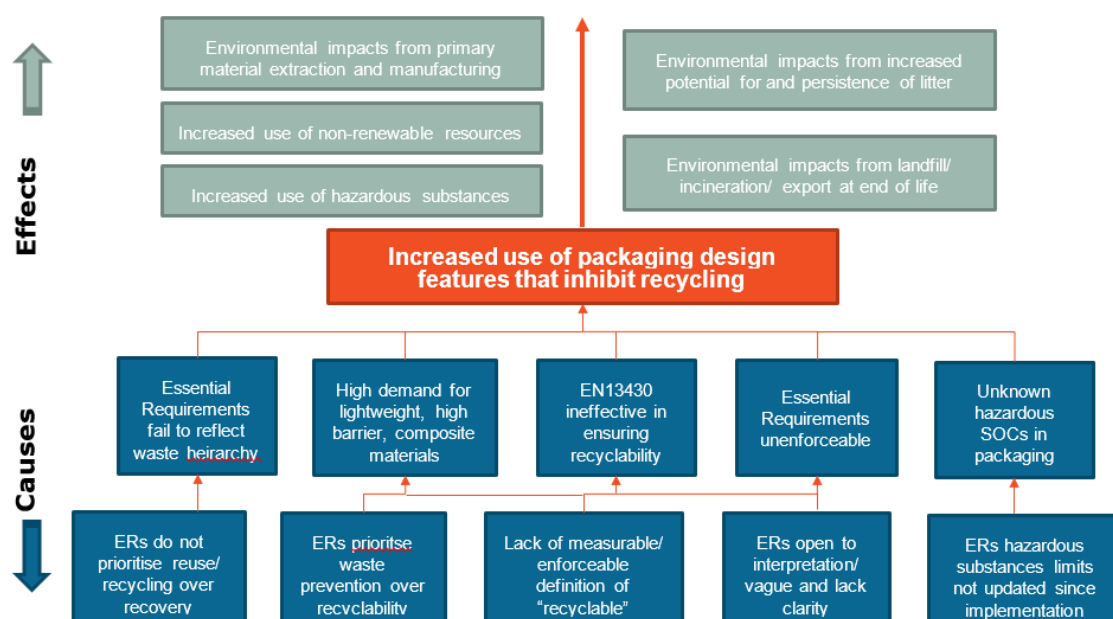 Effects
Environmental impacts from primary
material extraction and manufacturing
Increased use of non-renewable resources
Increased use of hazardous substances
Environmental impacts from increased
potential for and persistence of litter
Environmental impacts from landfill/
incineration/ export at end of life
Increased use of packaging design
features that inhibit recycling
Causes
Essential
Requirements
fail to reflect
waste heirarchy
High demand for
lightweight, high
barrier, composite
materials
EN13430
ineffective in
ensuring
recyclability
Essential
Requirements
unenforceable
Unknown
hazardous
SOCs in
packaging
ERs do not
prioritise reuse/
recycling over
recovery
ERs prioritse
waste
prevention over
recyclability
Lack of measurable/
enforceable
definition of
“recyclable”
ERs open to
interpretation/
vague and lack
clarity
ERs hazardous
substances limits
not updated since
implementation